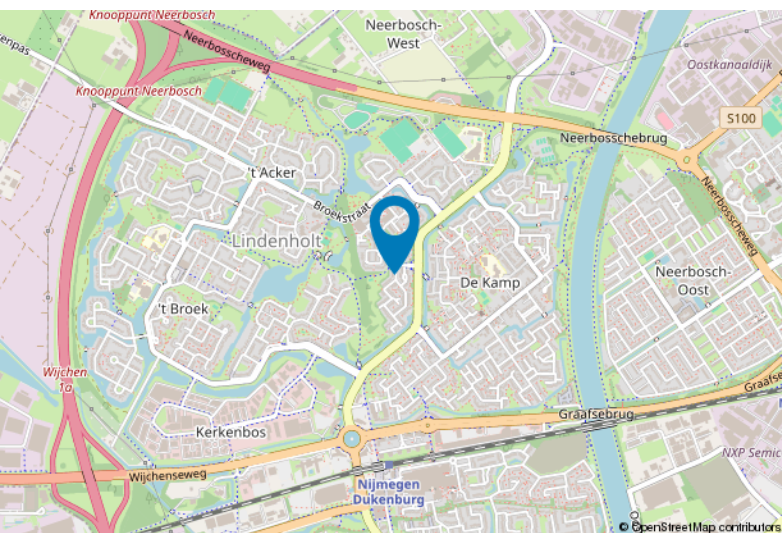 Knooppunt Neerbosch
Neerbosscheweg
Neerbosch-
West
Oostkanaaldijk
enpas
Knooppunt Neerbosch
S100
Neerbosschebrug
't Acker
Broekstraat
Neerbosscheweg
Lindenholt
De Kamp
Neerbosch-
Oost
't Broek
Wijchen
1a
Graafse
Graafsebrug
Kerkenbos
NXP Semic
Wijchenseweg
Nijmegen
Dukenburg
© OpenStreetMap contributors